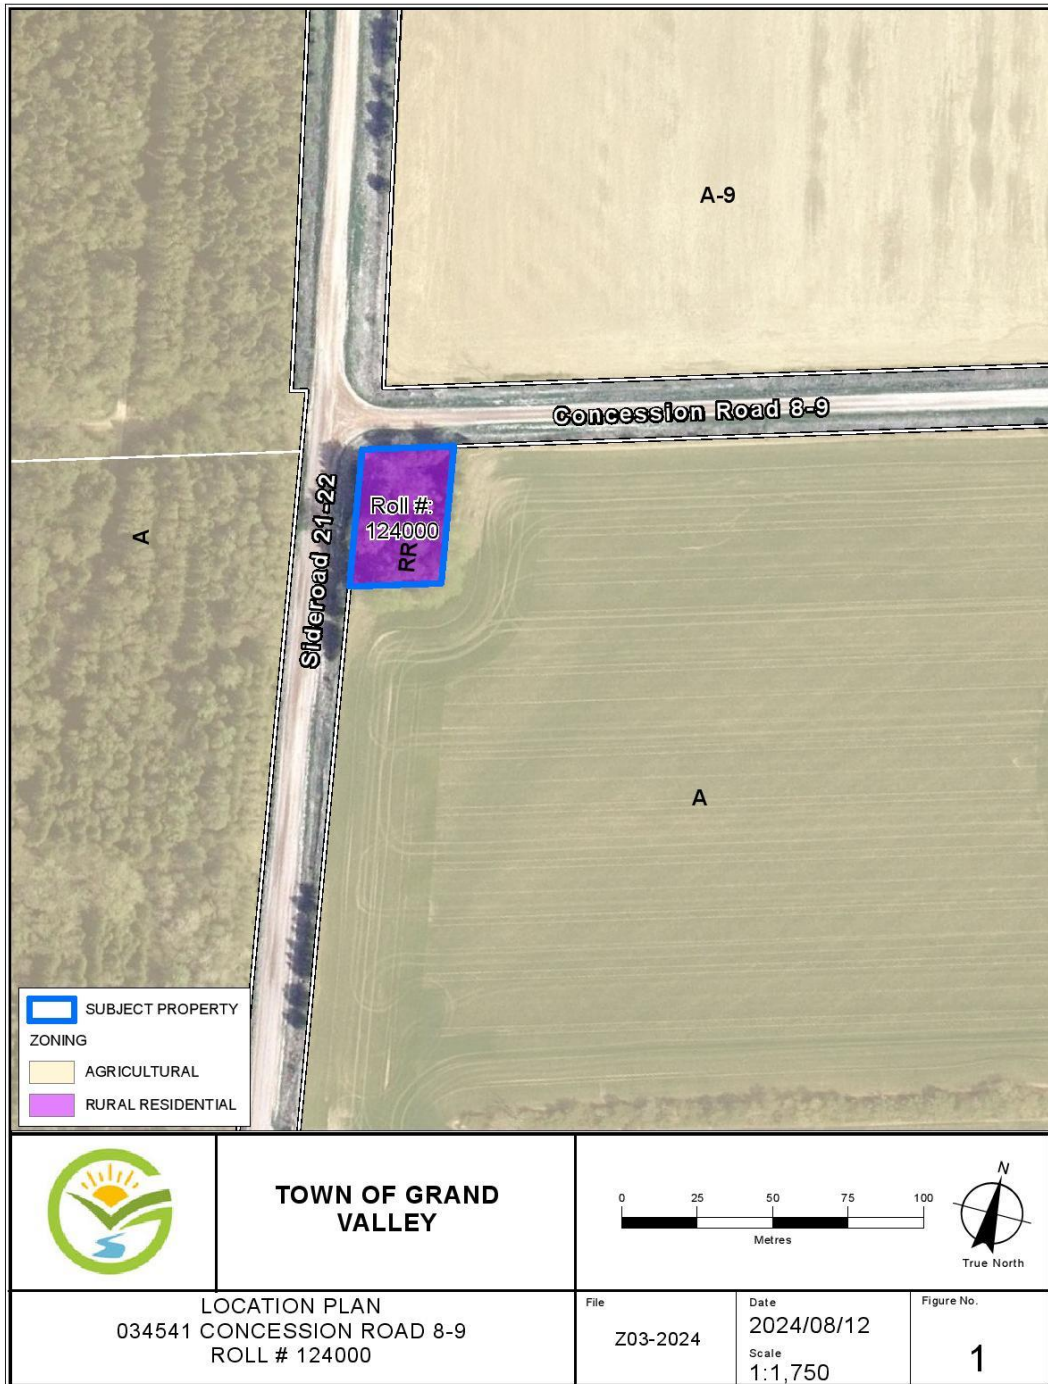 A-9
Concession Road 8-9
Roll #:
124000
RR
Sideroad 21-22
A
A
SUBJECT PROPERTY
ZONING
AGRICULTURAL
RURAL RESIDENTIAL
TOWN OF GRAND
VALLEY
0 25 50 75 100
Metres
N
True North
LOCATION PLAN
034541 CONCESSION ROAD 8-9
ROLL # 124000
File
Z03-2024
Date
2024/08/12
Scale
1:1,750
Figure No.
1